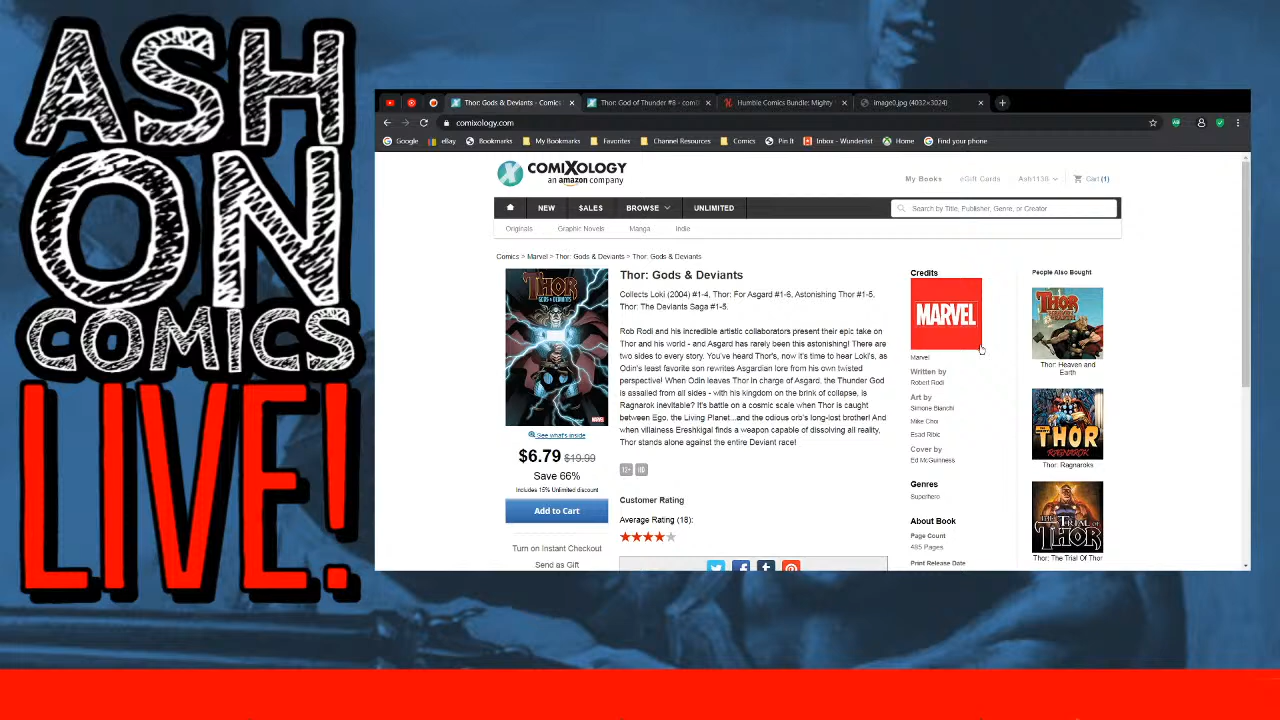 ASH
ON
COMICS
LIVE!
Thor: Gods & Deviants - Comics
Thor: God of Thunder #8 - comi
Humble Comics Bundle: Mighty
image0.jpg (4032×3024)
comixology.com
Google
eBay
Bookmarks
My Bookmarks
Favorites
Channel Resources
Comics
Pin It
Inbox - Wunderlist
Home
Find your phone
COMIXOLOGY
an amazon company
My Books
eGift Cards
Ash1138
Cart (1)
NEW
SALES
BROWSE
UNLIMITED
Search by Title, Publisher, Genre, or Creator
Originals
Graphic Novels
Manga
Indie
Comics > Marvel > Thor: Gods & Deviants > Thor: Gods & Deviants
THOR
GODS & DEVIANTS
MARVEL
See what's inside
$6.79 $19.99
Save 66%
Includes 15% Unlimited discount
Add to Cart
Turn on Instant Checkout
Send as Gift
Thor: Gods & Deviants
Collects Loki (2004) #1-4, Thor: For Asgard #1-6, Astonishing Thor #1-5,
Thor: The Deviants Saga #1-5.
Rob Rodi and his incredible artistic collaborators present their epic take on
Thor and his world - and Asgard has rarely been this astonishing! There are
two sides to every story. You've heard Thor's, now it's time to hear Loki's, as
Odin's least favorite son rewrites Asgardian lore from his own twisted
perspective! When Odin leaves Thor in charge of Asgard, the Thunder God
is assailed from all sides - with his kingdom on the brink of collapse, is
Ragnarok inevitable? It's battle on a cosmic scale when Thor is caught
between Ego, the Living Planet...and the odious orb's long-lost brother! And
when villainess Ereshkigal finds a weapon capable of dissolving all reality,
Thor stands alone against the entire Deviant race!
12+
HD
Customer Rating
Average Rating (18):
Credits
MARVEL
Marvel
Written by
Robert Rodi
Art by
Simone Bianchi
Mike Choi
Esad Ribic
Cover by
Ed McGuinness
Genres
Superhero
About Book
Page Count
485 Pages
Print Release Date
People Also Bought
THOR
Thor: Heaven and
Earth
THOR
RAGNAROKS
Thor: Ragnaroks
THE TRIAL OF
THOR
Thor: The Trial Of Thor